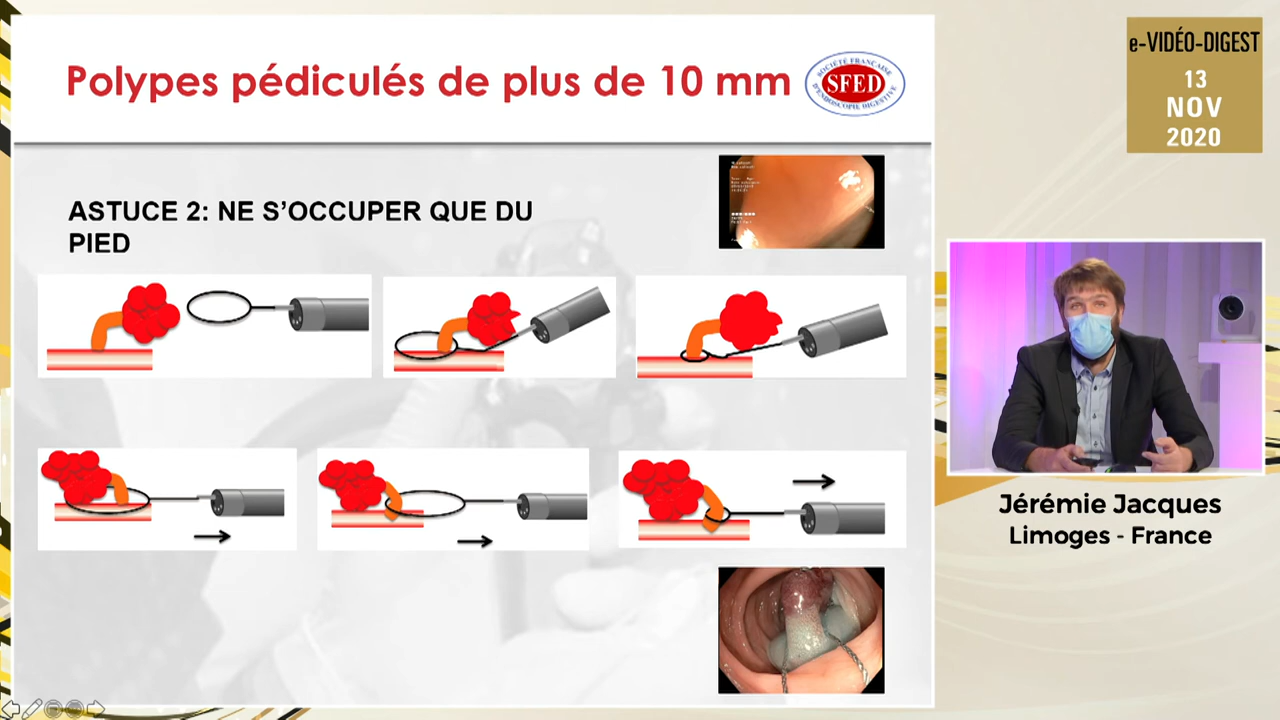 Polypes pédiculés de plus de 10 mm
SOCIÉTÉ FRANÇAISE
SFED
D'ENDOSCOPIE DIGESTIVE
ASTUCE 2: NE S'OCCUPER QUE DU
PIED
e-VIDÉO-DIGEST
13
NOV
2020
Jérémie Jacques
Limoges - France